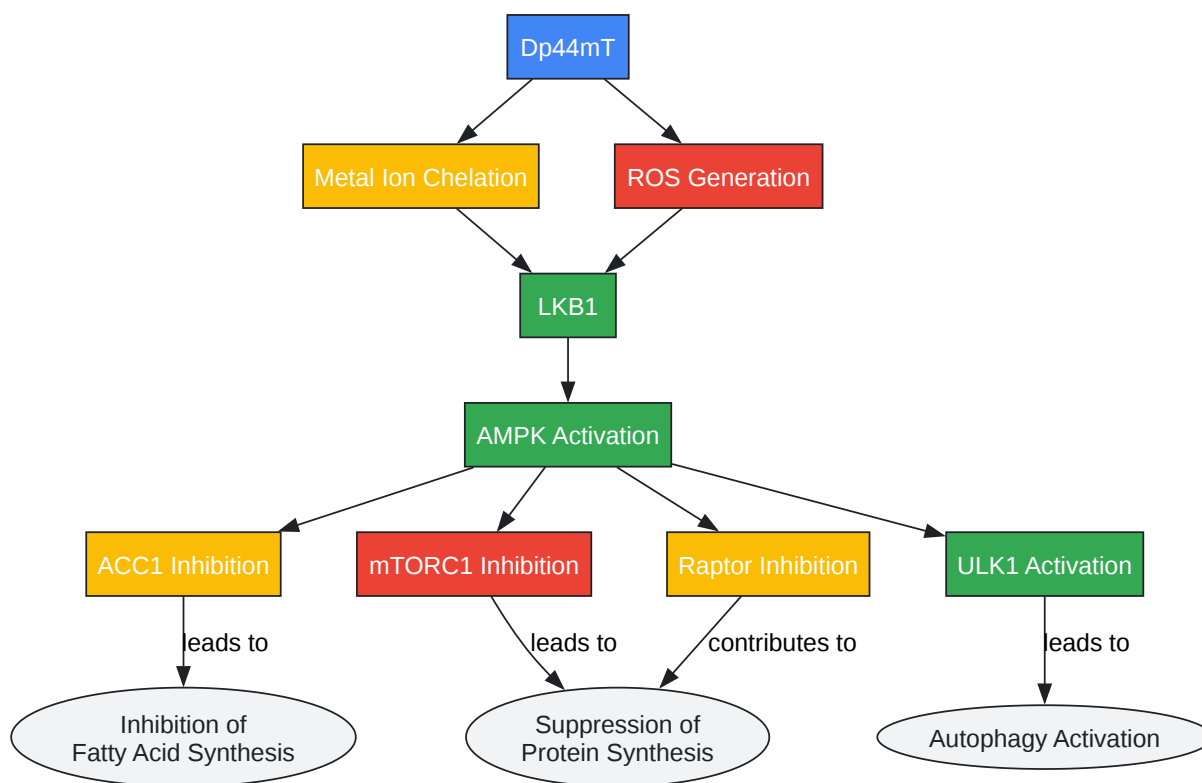 Dp44mT
Metal Ion Chelation
ROS Generation
LKB1
AMPK Activation
ACC1 Inhibition
mTORC1 Inhibition
Raptor Inhibition
ULK1 Activation
leads to
leads to
contributes to
leads to
Inhibition of
Fatty Acid Synthesis
Suppression of
Protein Synthesis
Autophagy Activation